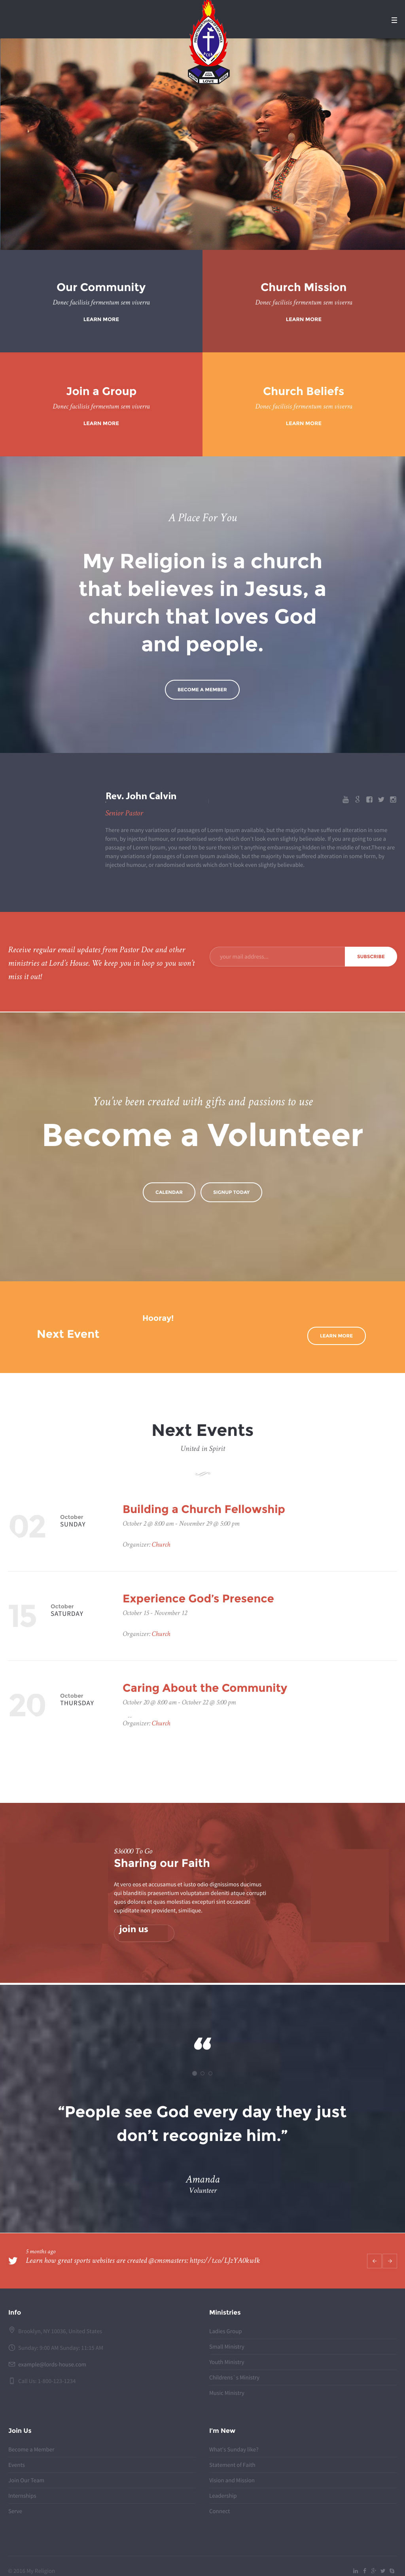 LOVE
Our Community
Donec facilisis fermentum sem viverra
LEARN MORE
Church Mission
Donec facilisis fermentum sem viverra
LEARN MORE
Join a Group
Donec facilisis fermentum sem viverra
LEARN MORE
Church Beliefs
Donec facilisis fermentum sem viverra
LEARN MORE
A Place For You
My Religion is a church
that believes in Jesus, a
church that loves God
and people.
BECOME A MEMBER
Rev. John Calvin
Senior Pastor
There are many variations of passages of Lorem Ipsum available, but the majority have suffered alteration in some
form, by injected humour, or randomised words which don't look even slightly believable. If you are going to use a
passage of Lorem Ipsum, you need to be sure there isn't anything embarrassing hidden in the middle of text.There are
many variations of passages of Lorem Ipsum available, but the majority have suffered alteration in some form, by
injected humour, or randomised words which don't look even slightly believable.
Receive regular email updates from Pastor Doe and other
ministries at Lord's House. We keep you in loop so you won't
miss it out!
your mail address...
SUBSCRIBE
You've been created with gifts and passions to use
Become a Volunteer
CALENDAR
SIGNUP TODAY
Hooray!
Next Event
LEARN MORE
Next Events
United in Spirit
02
October
SUNDAY
Building a Church Fellowship
October 2 @ 8:00 am - November 29 @ 5:00 pm
Organizer: Church
15
October
SATURDAY
Experience God's Presence
October 15 - November 12
Organizer: Church
20
October
THURSDAY
Caring About the Community
October 20 @ 8:00 am - October 22 @ 5:00 pm
...
Organizer: Church
$36000 To Go
Sharing our Faith
At vero eos et accusamus et iusto odio dignissimos ducimus
qui blanditiis praesentium voluptatum deleniti atque corrupti
quos dolores et quas molestias excepturi sint occaecati
cupiditate non provident, similique.
join us
“
“People see God every day they just
don't recognize him.”
Amanda
Volunteer
5 months ago
Learn how great sports websites are created @cmsmasters:
Info
Brooklyn, NY 10036, United States
Sunday: 9:00 AM Sunday: 11:15 AM
example@lords-house.com
Call Us: 1-800-123-1234
Ministries
Ladies Group
Small Ministry
Youth Ministry
Childrens`s Ministry
Music Ministry
Join Us
Become a Member
Events
Join Our Team
Internships
Serve
I'm New
What's Sunday like?
Statement of Faith
Vision and Mission
Leadership
Connect
© 2016 My Religion